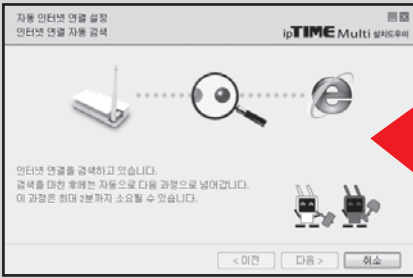 자동 인터넷 연결 설정
인터넷 연결 자동 검색
ipTIME Multi 설치도우미
인터넷 연결을 검색하고 있습니다.
검색을 마친 후에는 자동으로 다음 과정으로 넘어갑니다.
이 과정은 최대 2분까지 소요될 수 있습니다.
< 이전
다음 >
취소